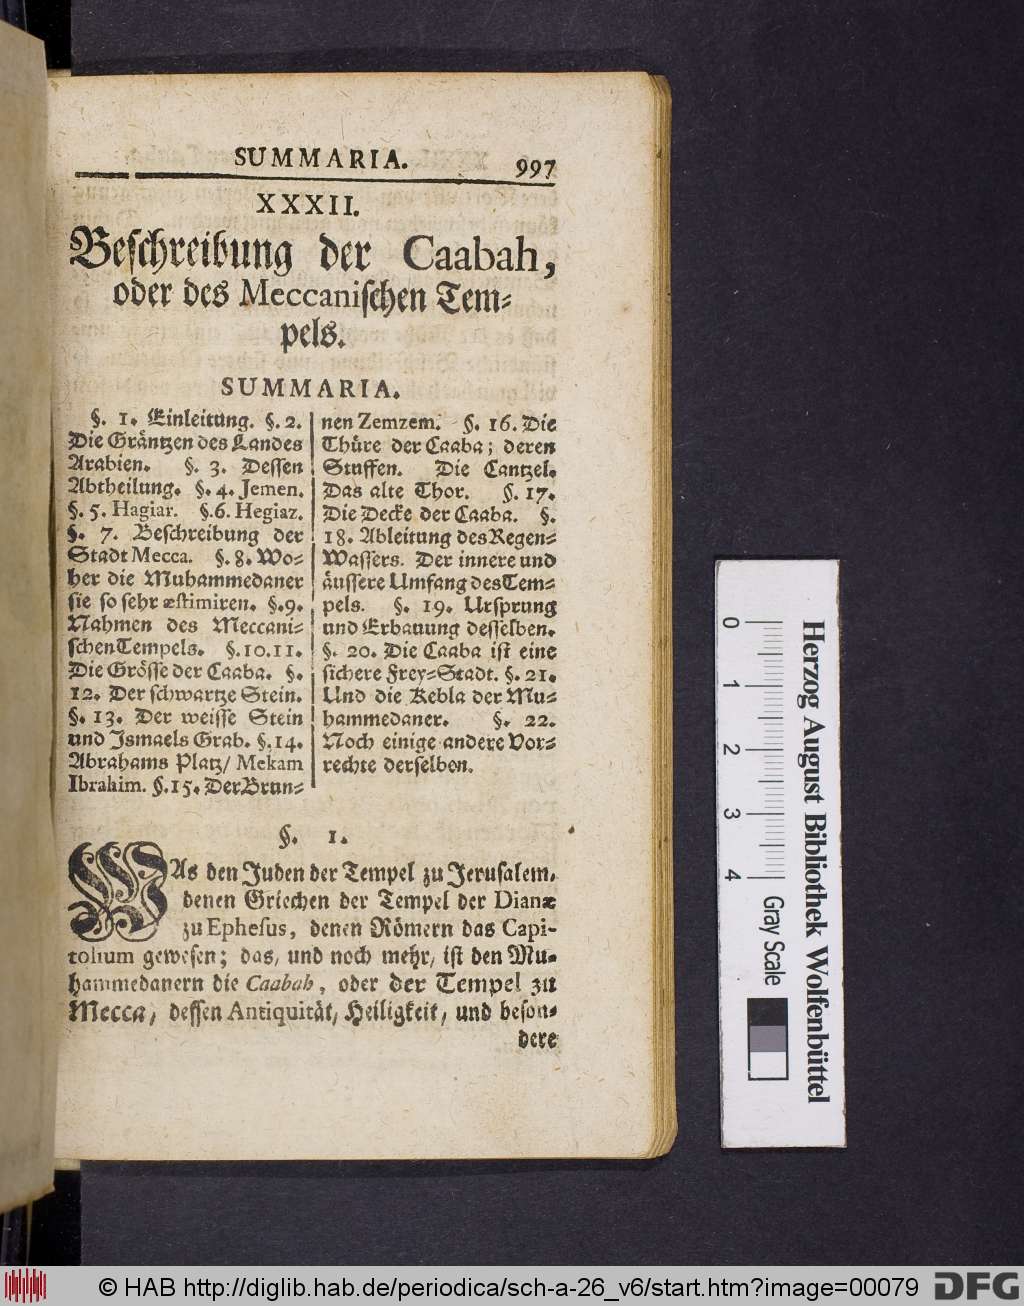 SUMMARIA. 997
XXXII.
Beschreibung der Caabah,
oder des Meccanischen Tem-
pels.
SUMMARIA.
§. 1. Einleitung. §. 2.
Die Gräntzen des Landes
Arabien. §. 3. Dessen
Abtheilung. §. 4. Jemen.
§. 5. Hagiar. §. 6. Hegiaz.
§. 7. Beschreibung der
Stadt Mecca. §. 8. Wo-
her die Muhammedaner
sie so sehr æstimiren. §. 9.
Nahmen des Meccani-
schen Tempels. §. 10. 11.
Die Grösse der Caaba. §.
12. Der schwartze Stein.
§. 13. Der weisse Stein
und Ismaels Grab. §. 14.
Abrahams Platz/ Mekam
Ibrahim. §. 15. Der Brun-
nen Zemzem. §. 16. Die
Thüre der Caaba; deren
Stuffen. Die Cantzel.
Das alte Thor. §. 17.
Die Decke der Caaba. §.
18. Ableitung des Regen-
Wassers. Der innere und
äussere Umfang des Tem-
pels. §. 19. Ursprung
und Erbauung desselben.
§. 20. Die Caaba ist eine
sichere Frey-Stadt. §. 21.
Und die Kebla der Mu-
hammedaner. §. 22.
Noch einige andere Vor-
rechte derselben.
§. 1.
WAs den Juden der Tempel zu Jerusalem,
denen Griechen der Tempel der Dianæ
zu Ephesus, denen Römern das Capi-
tolium gewesen; das, und noch mehr, ist den Mu-
hammedanern die Caabah, oder der Tempel zu
Mecca, dessen Antiquität, Heiligkeit, und beson-
dere
0 1 2 3 4
Gray Scale
Herzog August Bibliothek Wolfenbüttel
© HAB http://diglib.hab.de/periodica/sch-a-26_v6/start.htm?image=00079
DFG